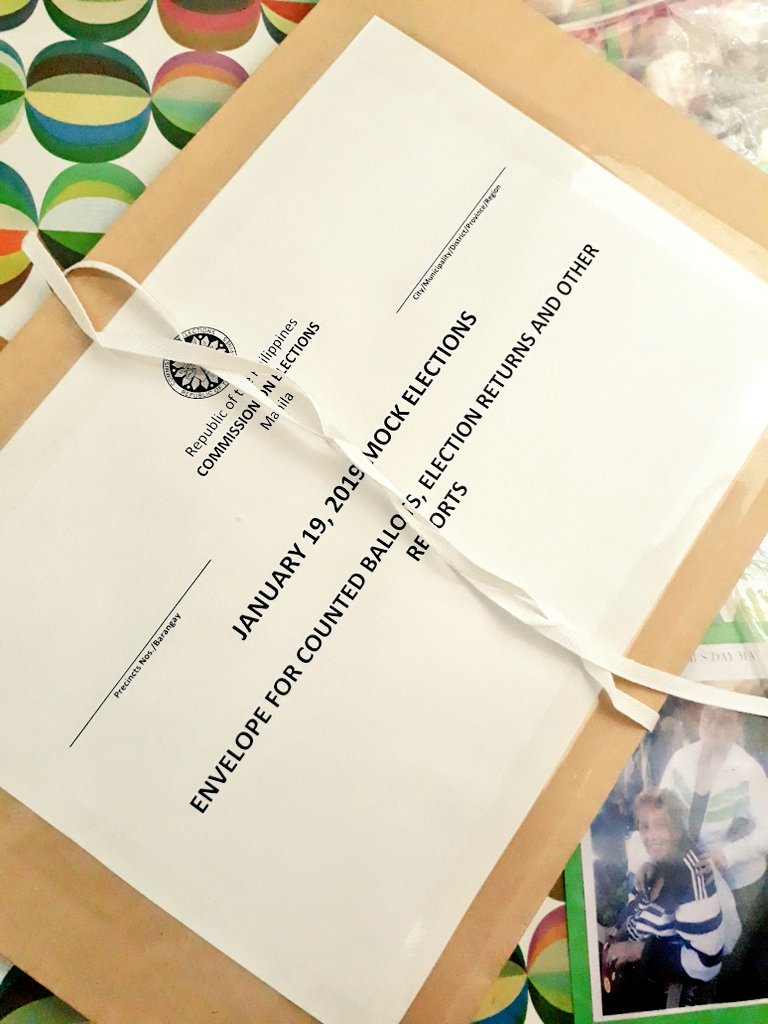 Republic of the Philippines
COMMISSION ON ELECTIONS
Manila
City/Municipality/District/Province/Region
Precincts Nos./Barangay
JANUARY 19, 2019 MOCK ELECTIONS
ENVELOPE FOR COUNTED BALLOTS, ELECTION RETURNS AND OTHER
REPORTS